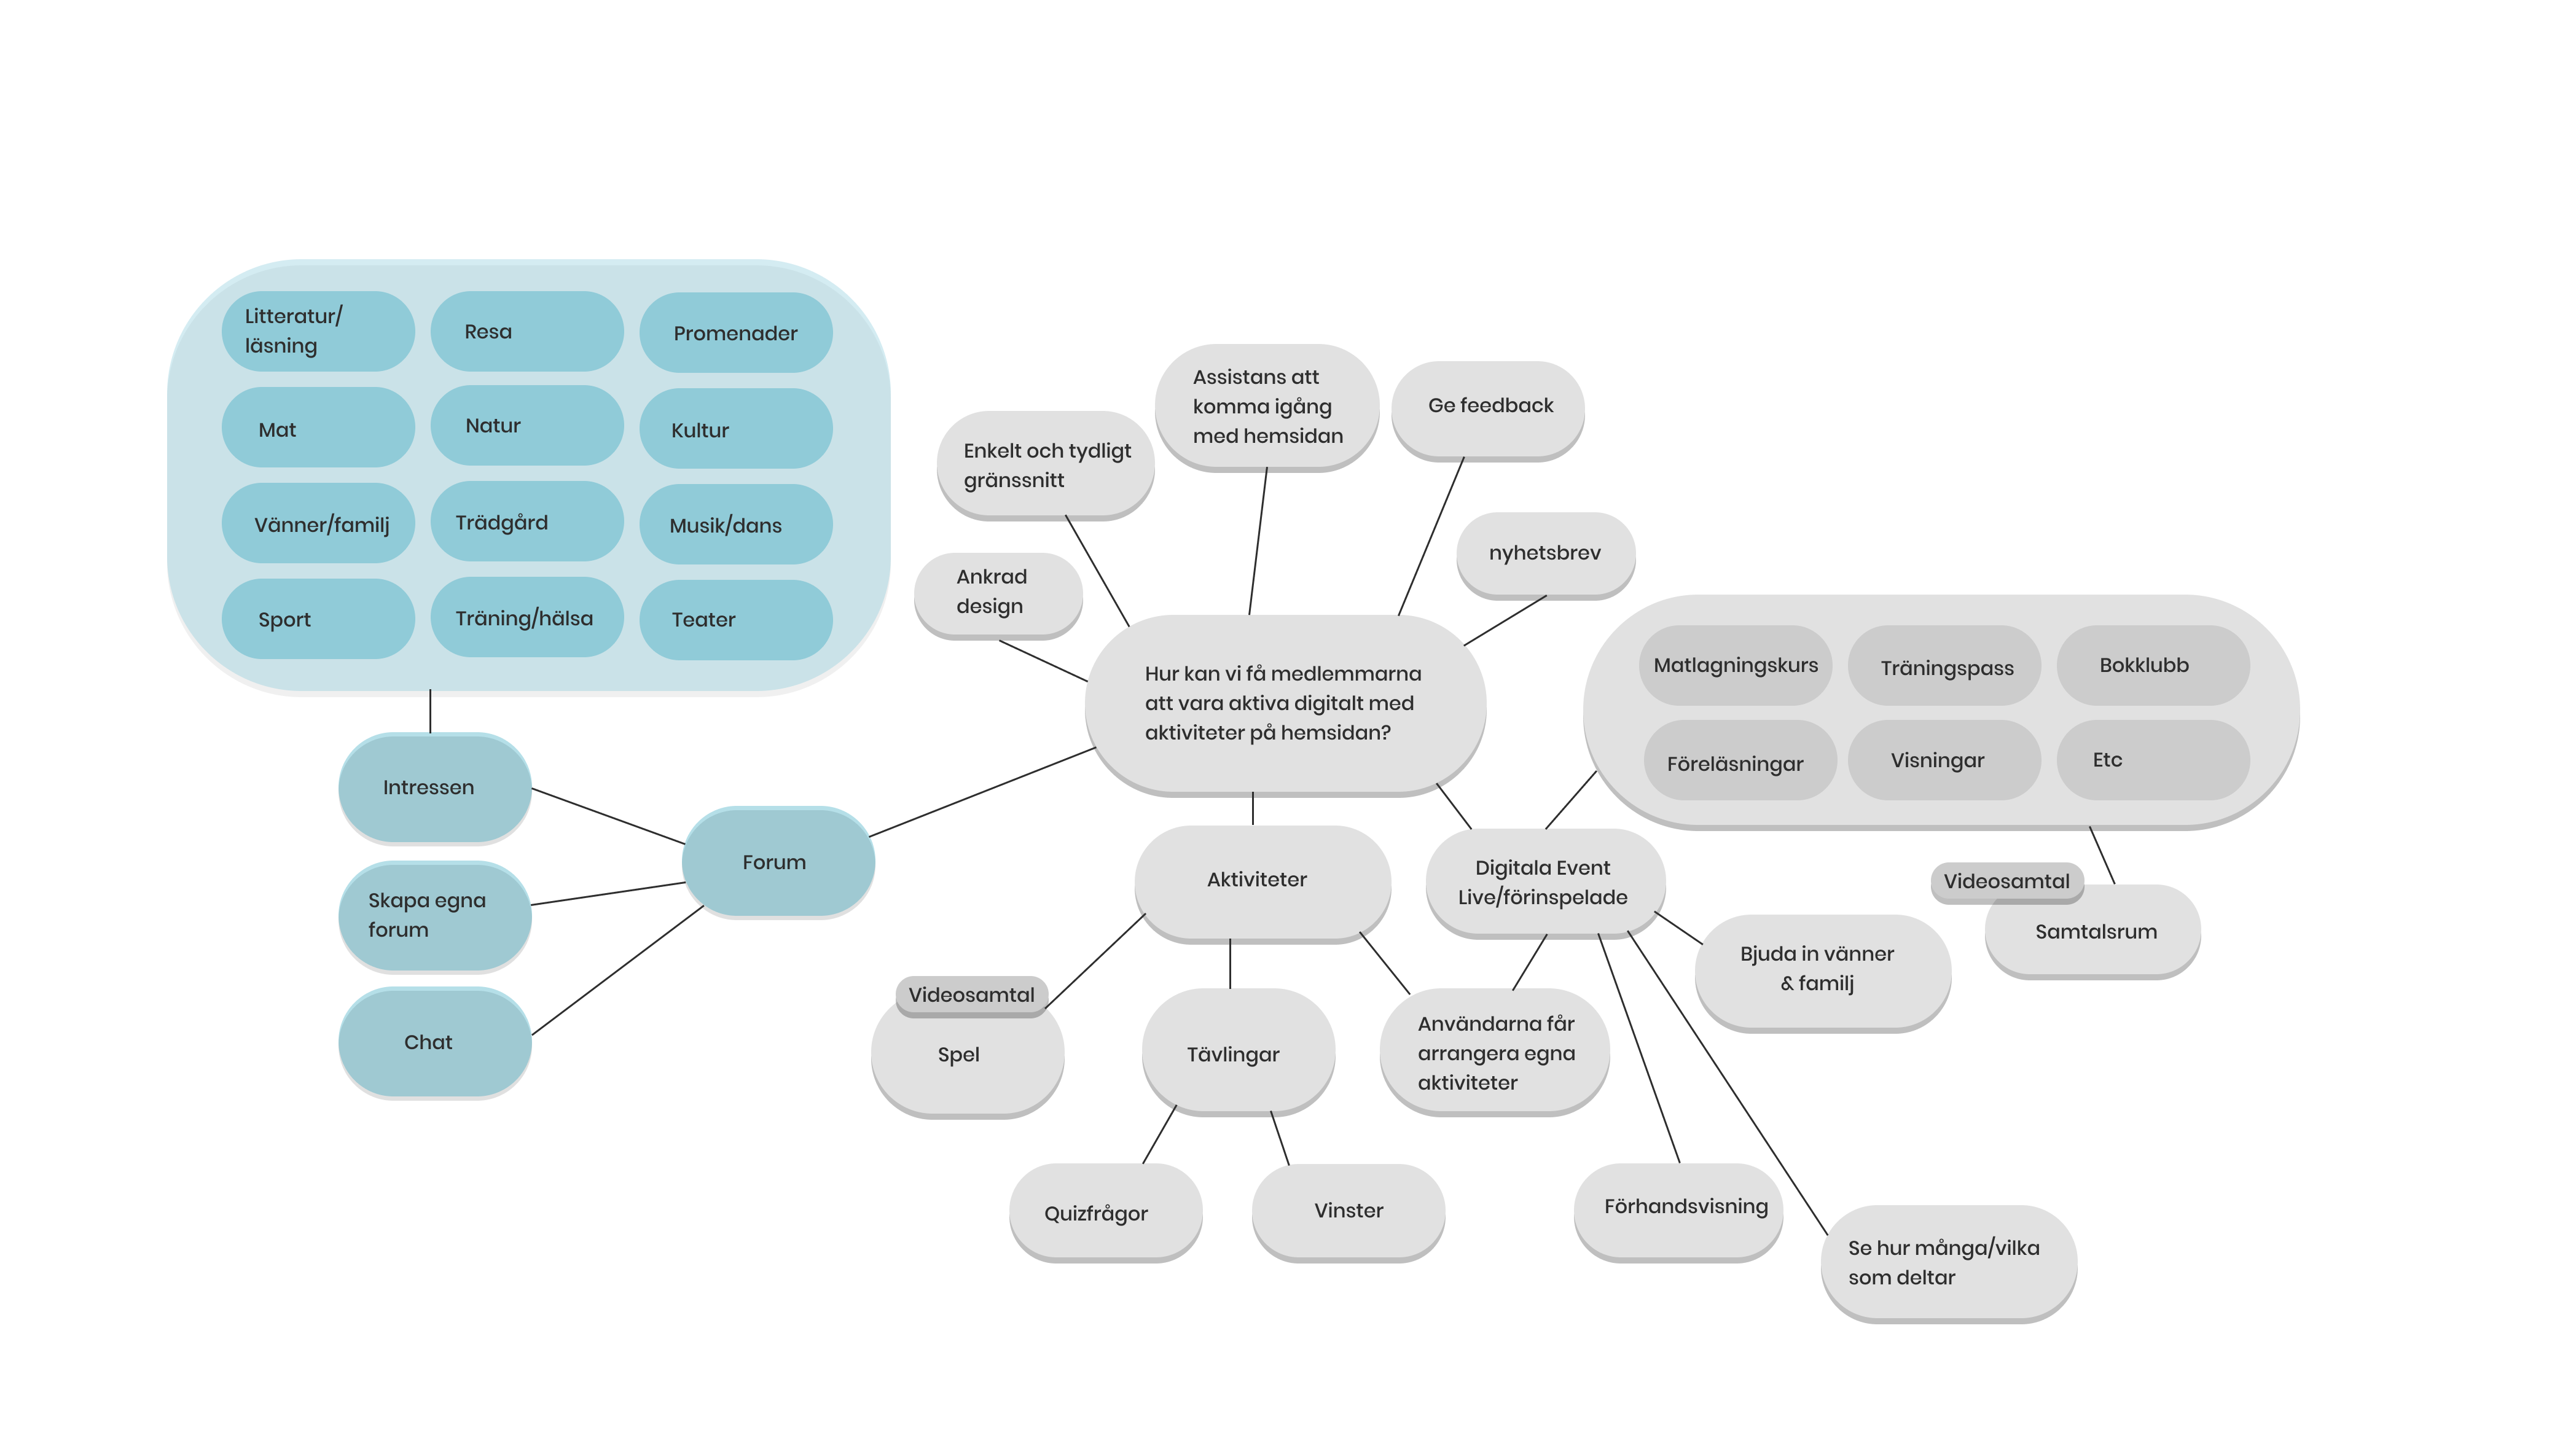 Litteratur/
läsning
Resa
Promenader
Mat
Natur
Kultur
Vänner/familj
Trädgård
Musik/dans
Sport
Träning/hälsa
Teater
Intressen
Skapa egna
forum
Chat
Forum
Ankrad
design
Enkelt och tydligt
gränssnitt
Assistans att
komma igång
med hemsidan
Ge feedback
nyhetsbrev
Hur kan vi få medlemmarna
att vara aktiva digitalt med
aktiviteter på hemsidan?
Matlagningskurs
Träningspass
Bokklubb
Föreläsningar
Visningar
Etc
Aktiviteter
Digitala Event
Live/förinspelade
Videosamtal
Samtalsrum
Bjuda in vänner
& familj
Videosamtal
Spel
Tävlingar
Användarna får
arrangera egna
aktiviteter
Quizfrågor
Vinster
Förhandsvisning
Se hur många/vilka
som deltar